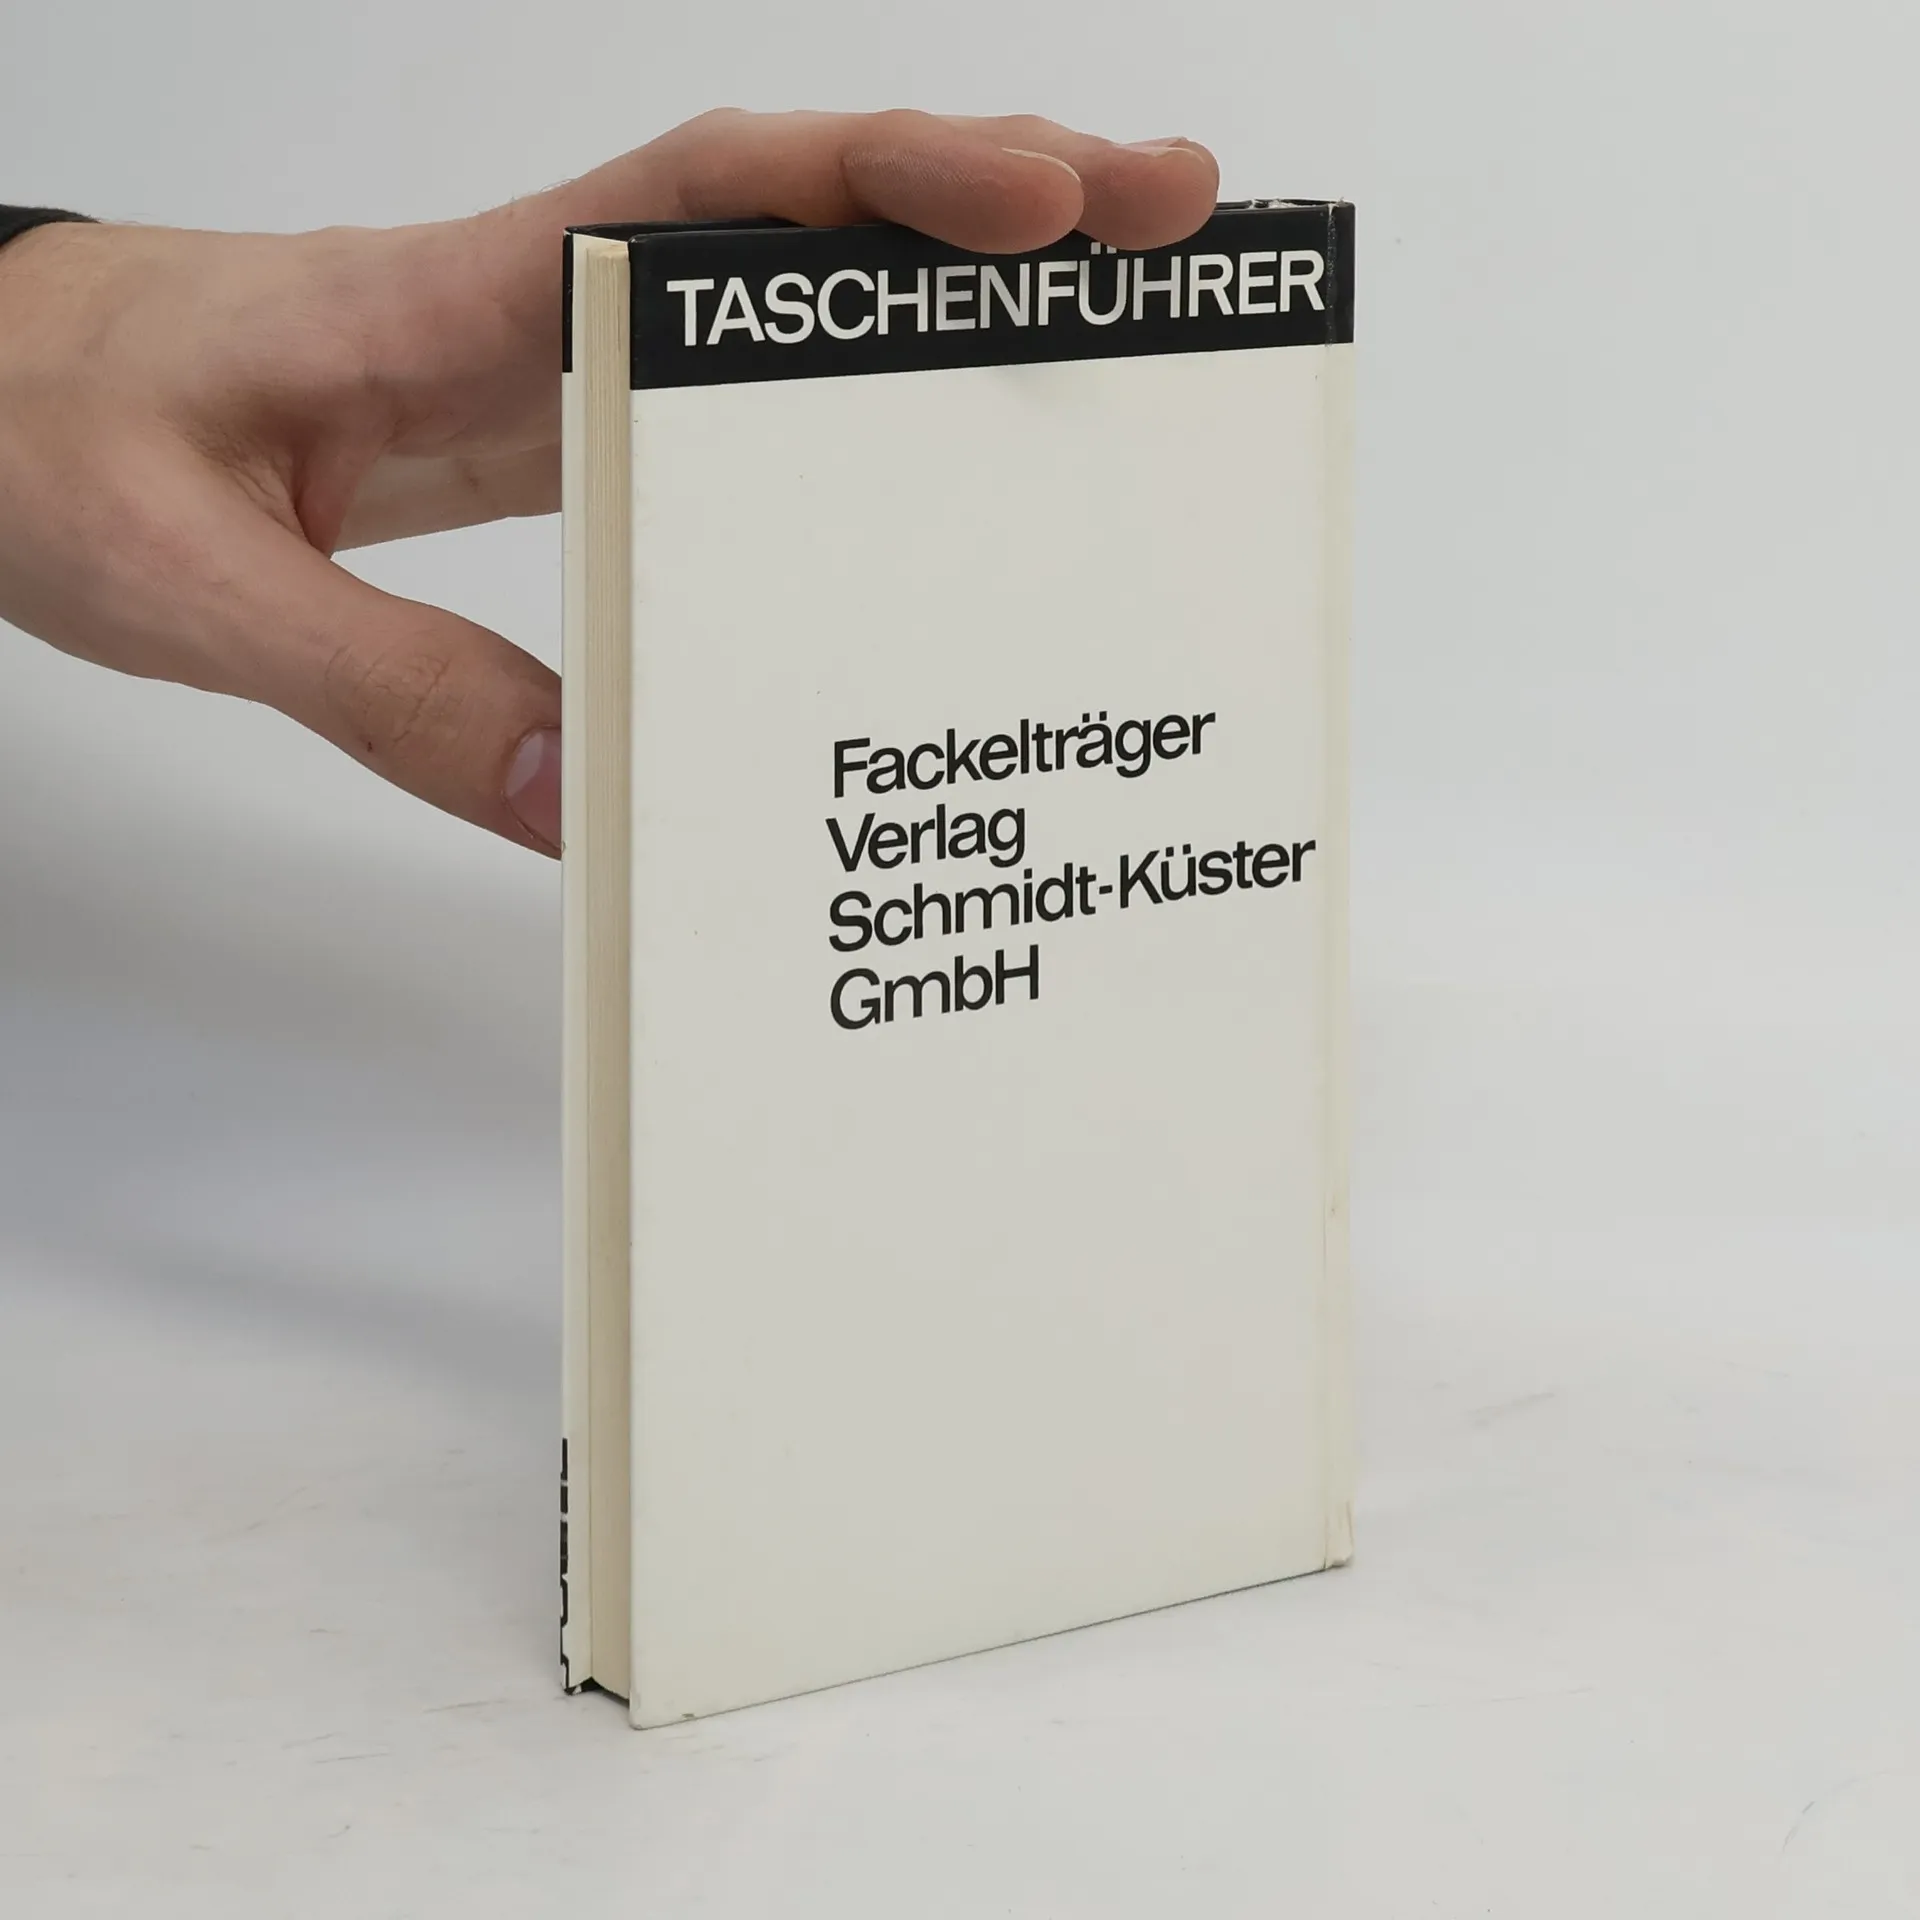 TASCHENFÜHRER
Fackelträger
Verlag
Schmidt-Küster
GmbH